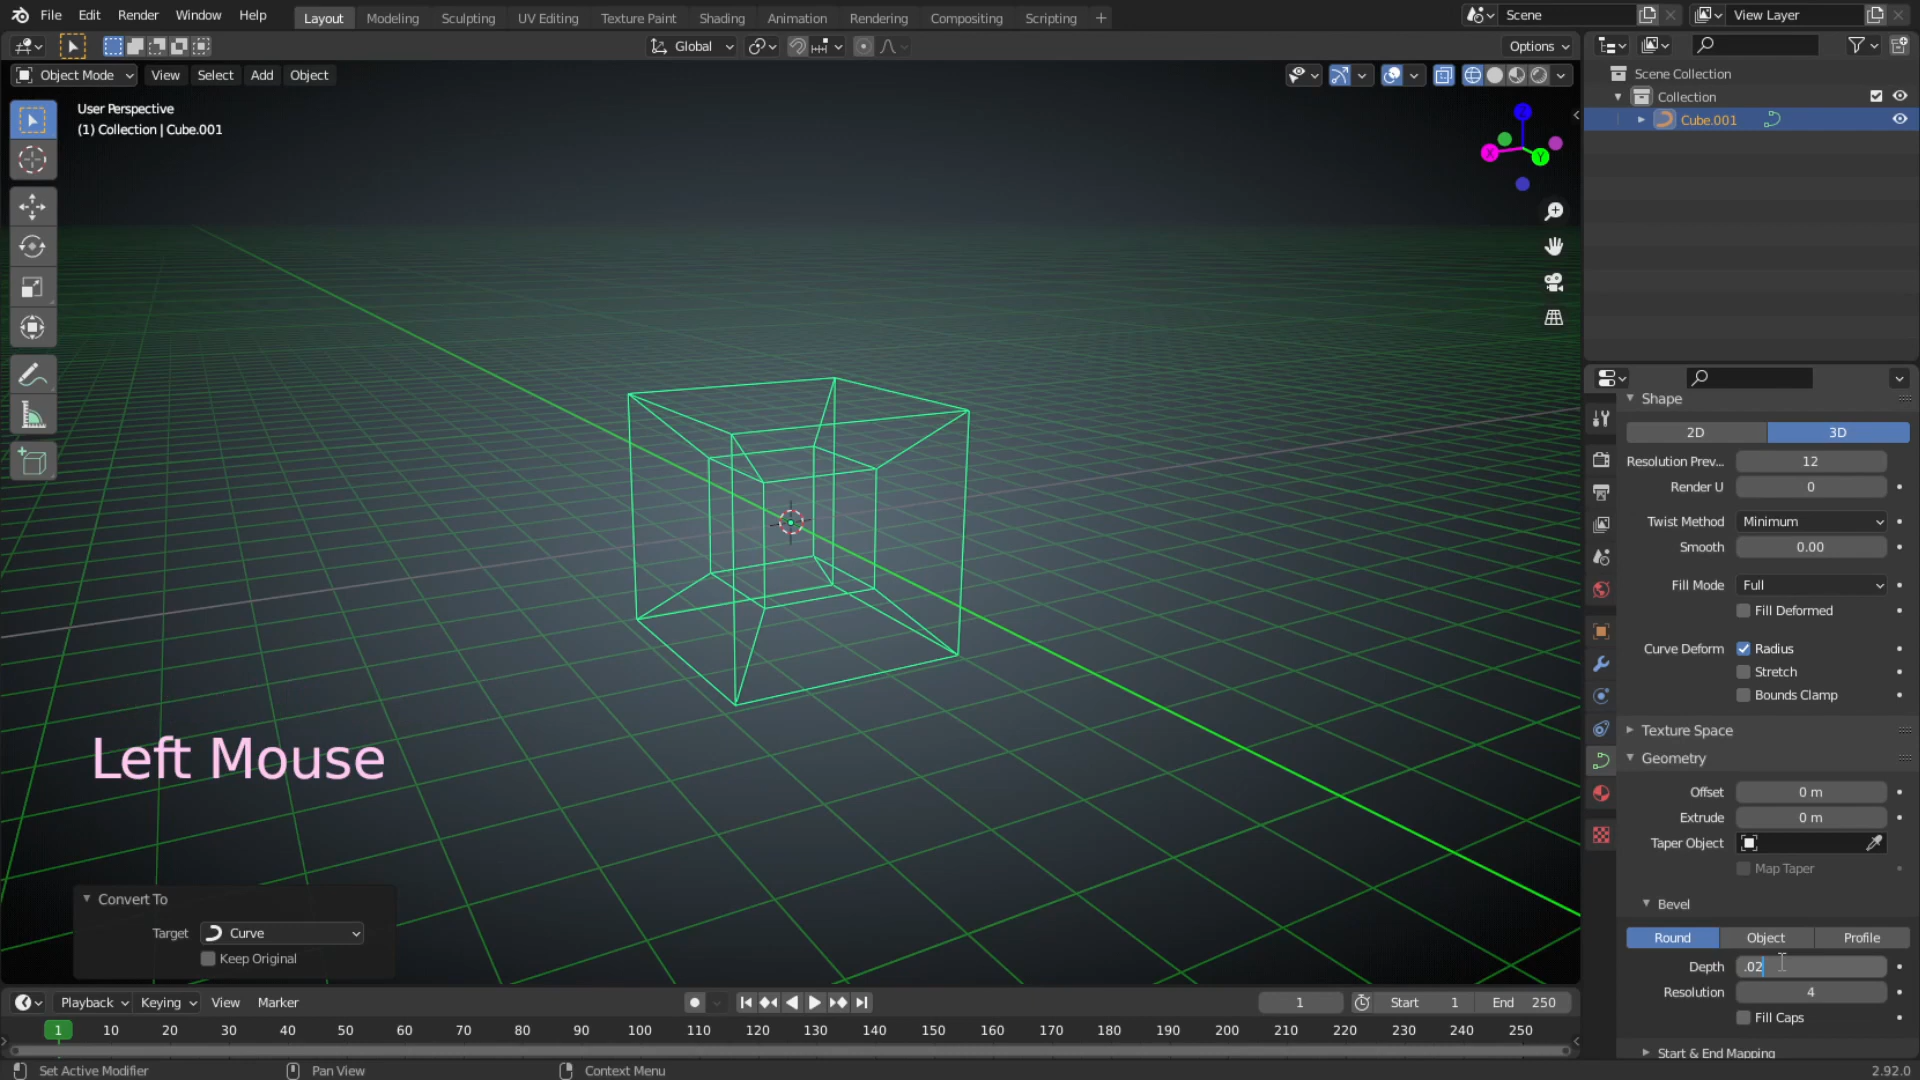 File Edit Render Window Help Layout Modeling Sculpting UV Editing Texture Paint Shading Animation Rendering Compositing Scripting + Scene View Layer
Global Options
Object Mode View Select Add Object
User Perspective
(1) Collection | Cube.001
Z
X
Y
Scene Collection
Collection
Cube.001
Shape
2D 3D
Resolution Prev... 12
Render U 0
Twist Method Minimum
Smooth 0.00
Fill Mode Full
Fill Deformed
Curve Deform Radius
Stretch
Bounds Clamp
Texture Space
Geometry
Offset 0 m
Extrude 0 m
Taper Object
Map Taper
Bevel
Round Object Profile
Depth .02
Resolution 4
Fill Caps
Start & End Mapping
Left Mouse
Convert To
Target Curve
Keep Original
Playback Keying View Marker 1 Start 1 End 250
1 10 20 30 40 50 60 70 80 90 100 110 120 130 140 150 160 170 180 190 200 210 220 230 240 250
Set Active Modifier Pan View Context Menu 2.92.0